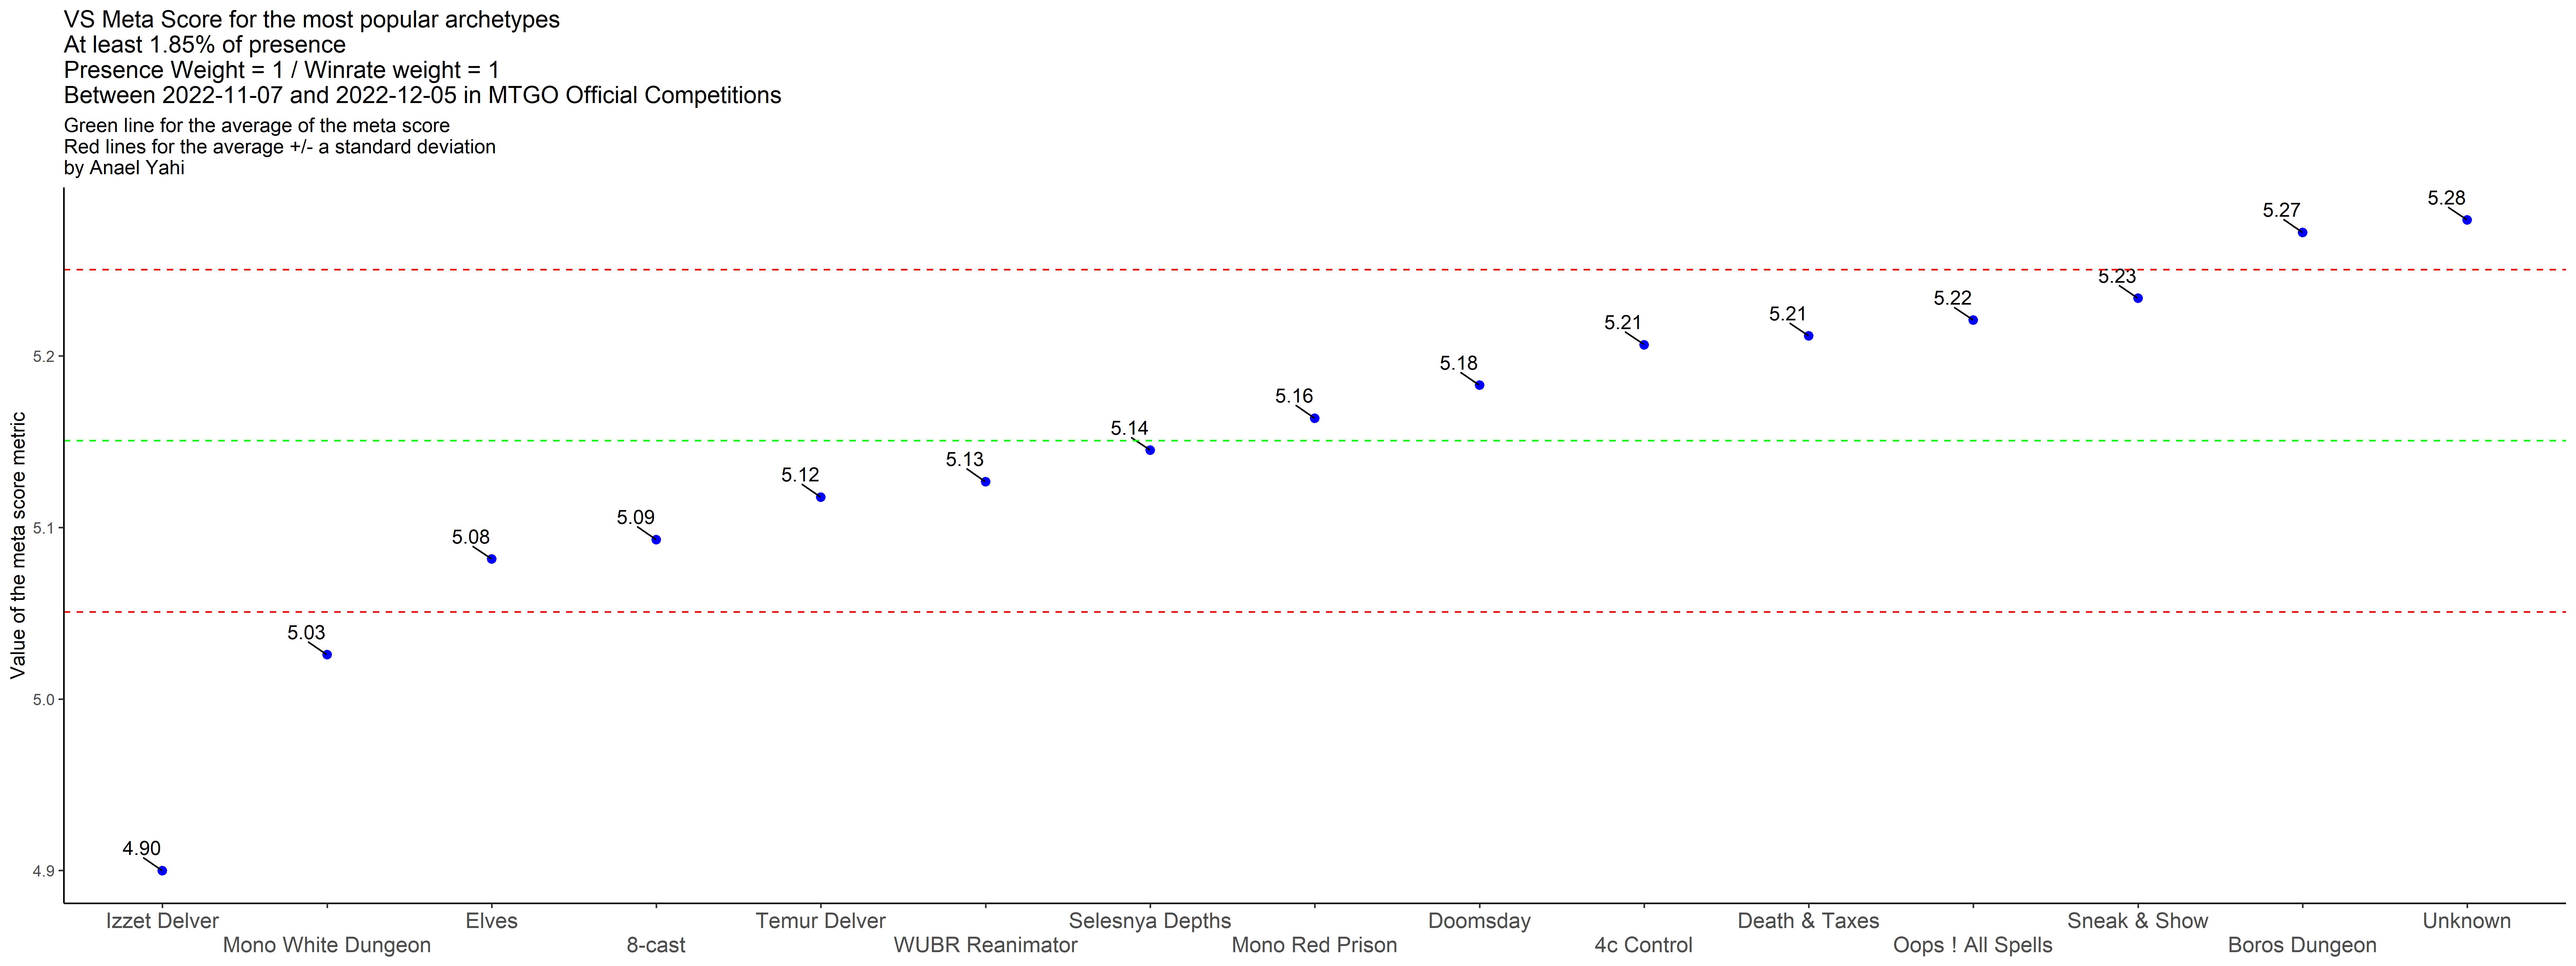 VS Meta Score for the most popular archetypes
At least 1.85% of presence
Presence Weight = 1 / Winrate weight = 1
Between 2022-11-07 and 2022-12-05 in MTGO Official Competitions
Green line for the average of the meta score
Red lines for the average +/- a standard deviation
by Anael Yahi
Value of the meta score metric
5.2
5.1
5.0
4.9
4.90
5.03
5.08
5.09
5.12
5.13
5.14
5.16
5.18
5.21
5.21
5.22
5.23
5.27
5.28
Izzet Delver
Mono White Dungeon
Elves
8-cast
Temur Delver
WUBR Reanimator
Selesnya Depths
Mono Red Prison
Doomsday
4c Control
Death & Taxes
Oops ! All Spells
Sneak & Show
Boros Dungeon
Unknown